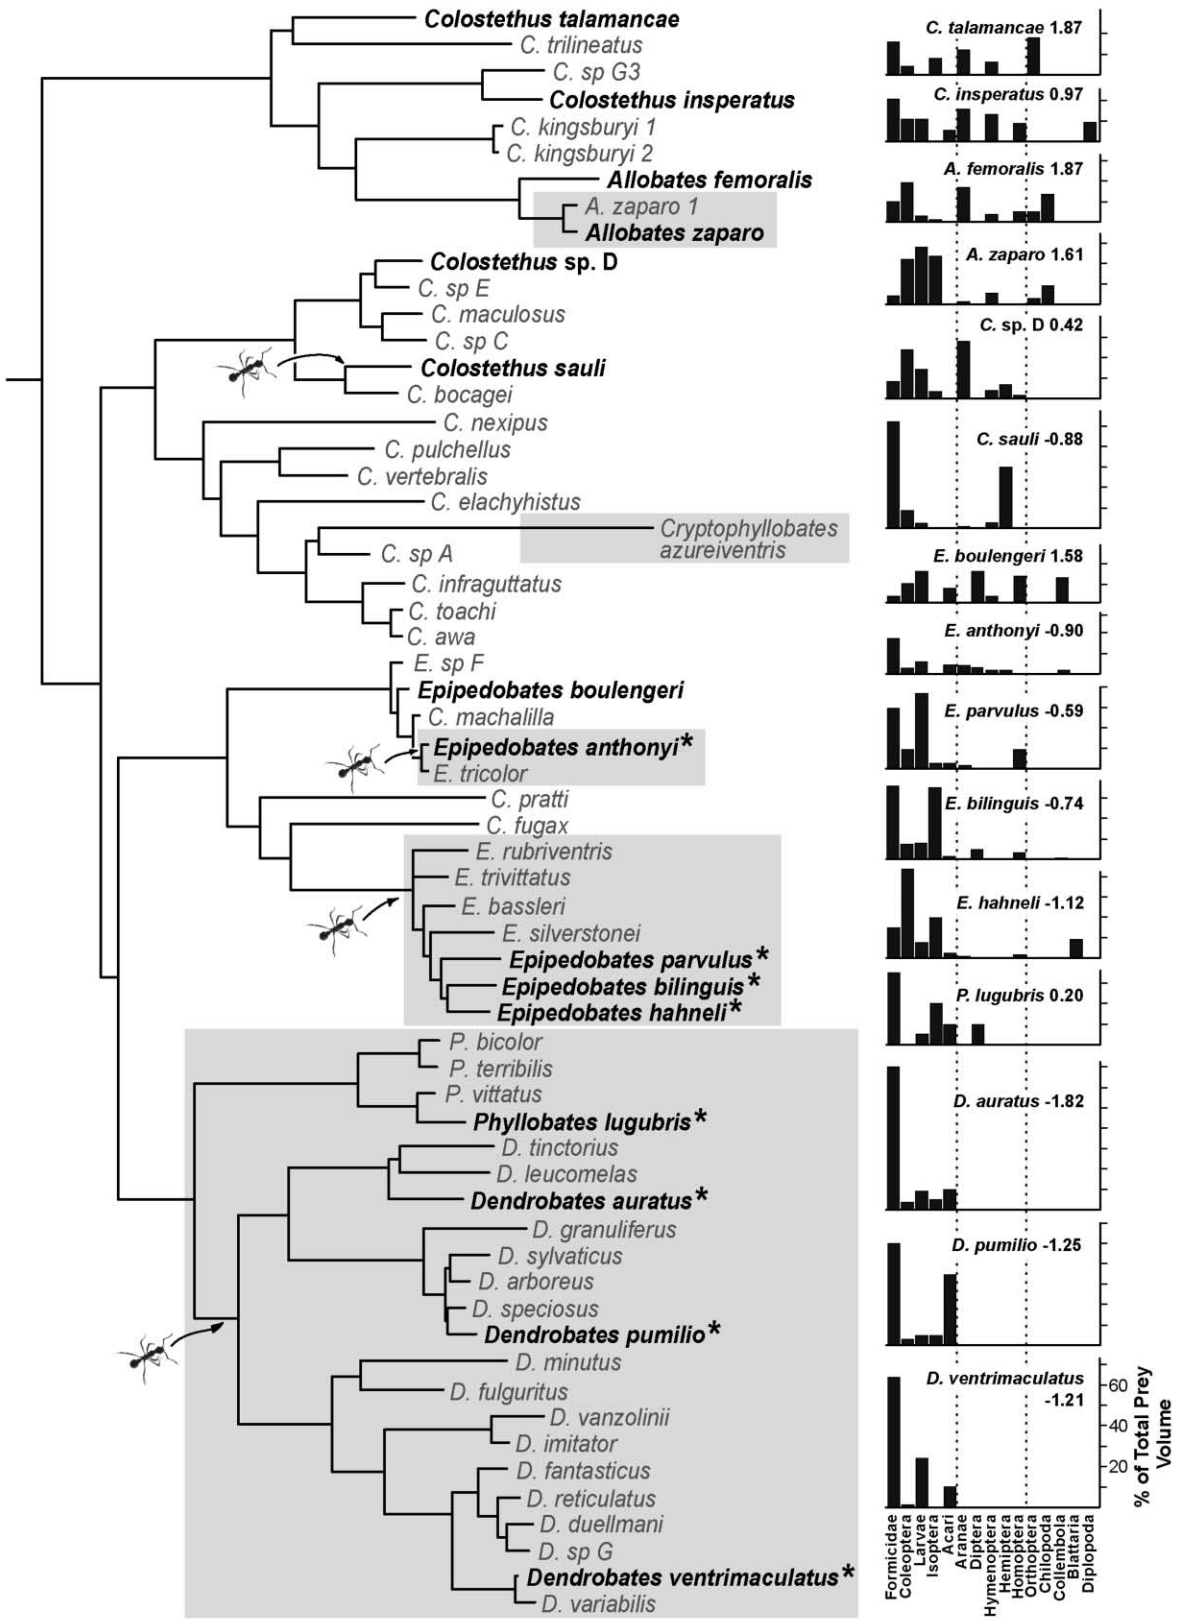 Colostethus talamancae
C. trilineatus
C. sp G3
Colostethus insperatus
C. kingsburyi 1
C. kingsburyi 2
Allobates femoralis
A. zaparo 1
Allobates zaparo
Colostethus sp. D
C. sp E
C. maculosus
C. sp C
Colostethus sauli
C. bocagei
C. nexipus
C. pulchellus
C. vertebralis
C. elachyhistus
Cryptophyllobates
azureiventris
C. sp A
C. infraguttatus
C. toachi
C. awa
E. sp F
Epipedobates boulengeri
C. machalilla
Epipedobates anthonyi*
E. tricolor
C. pratti
C. fugax
E. rubriventris
E. trivittatus
E. bassleri
E. silverstonei
Epipedobates parvulus*
Epipedobates bilinguis*
Epipedobates hahneli*
P. bicolor
P. terribilis
P. vittatus
Phyllobates lugubris*
D. tinctorius
D. leucomelas
Dendrobates auratus*
D. granuliferus
D. sylvaticus
D. arboreus
D. speciosus
Dendrobates pumilio*
D. minutus
D. fulguritus
D. vanzolinii
D. imitator
D. fantasticus
D. reticulatus
D. duellmani
D. sp G
Dendrobates ventrimaculatus*
D. variabilis
C. talamancae 1.87
C. insperatus 0.97
A. femoralis 1.87
A. zaparo 1.61
C. sp. D 0.42
C. sauli -0.88
E. boulengeri 1.58
E. anthonyi -0.90
E. parvulus -0.59
E. bilinguis -0.74
E. hahneli -1.12
P. lugubris 0.20
D. auratus -1.82
D. pumilio -1.25
D. ventrimaculatus
-1.21
60
40
20
% of Total Prey
Volume
Formicidae
Coleoptera
Larvae
Isoptera
Acari
Aranae
Diptera
Hymenoptera
Hemiptera
Homoptera
Orthoptera
Chilopoda
Collembola
Blattaria
Diplopoda